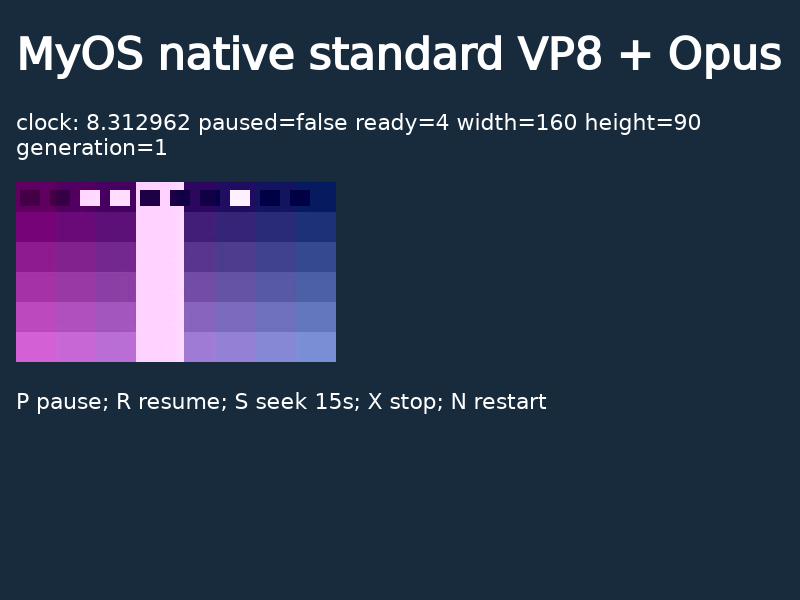 MyOS native standard VP8 + Opus
clock: 8.312962 paused=false ready=4 width=160 height=90
generation=1
P pause; R resume; S seek 15s; X stop; N restart